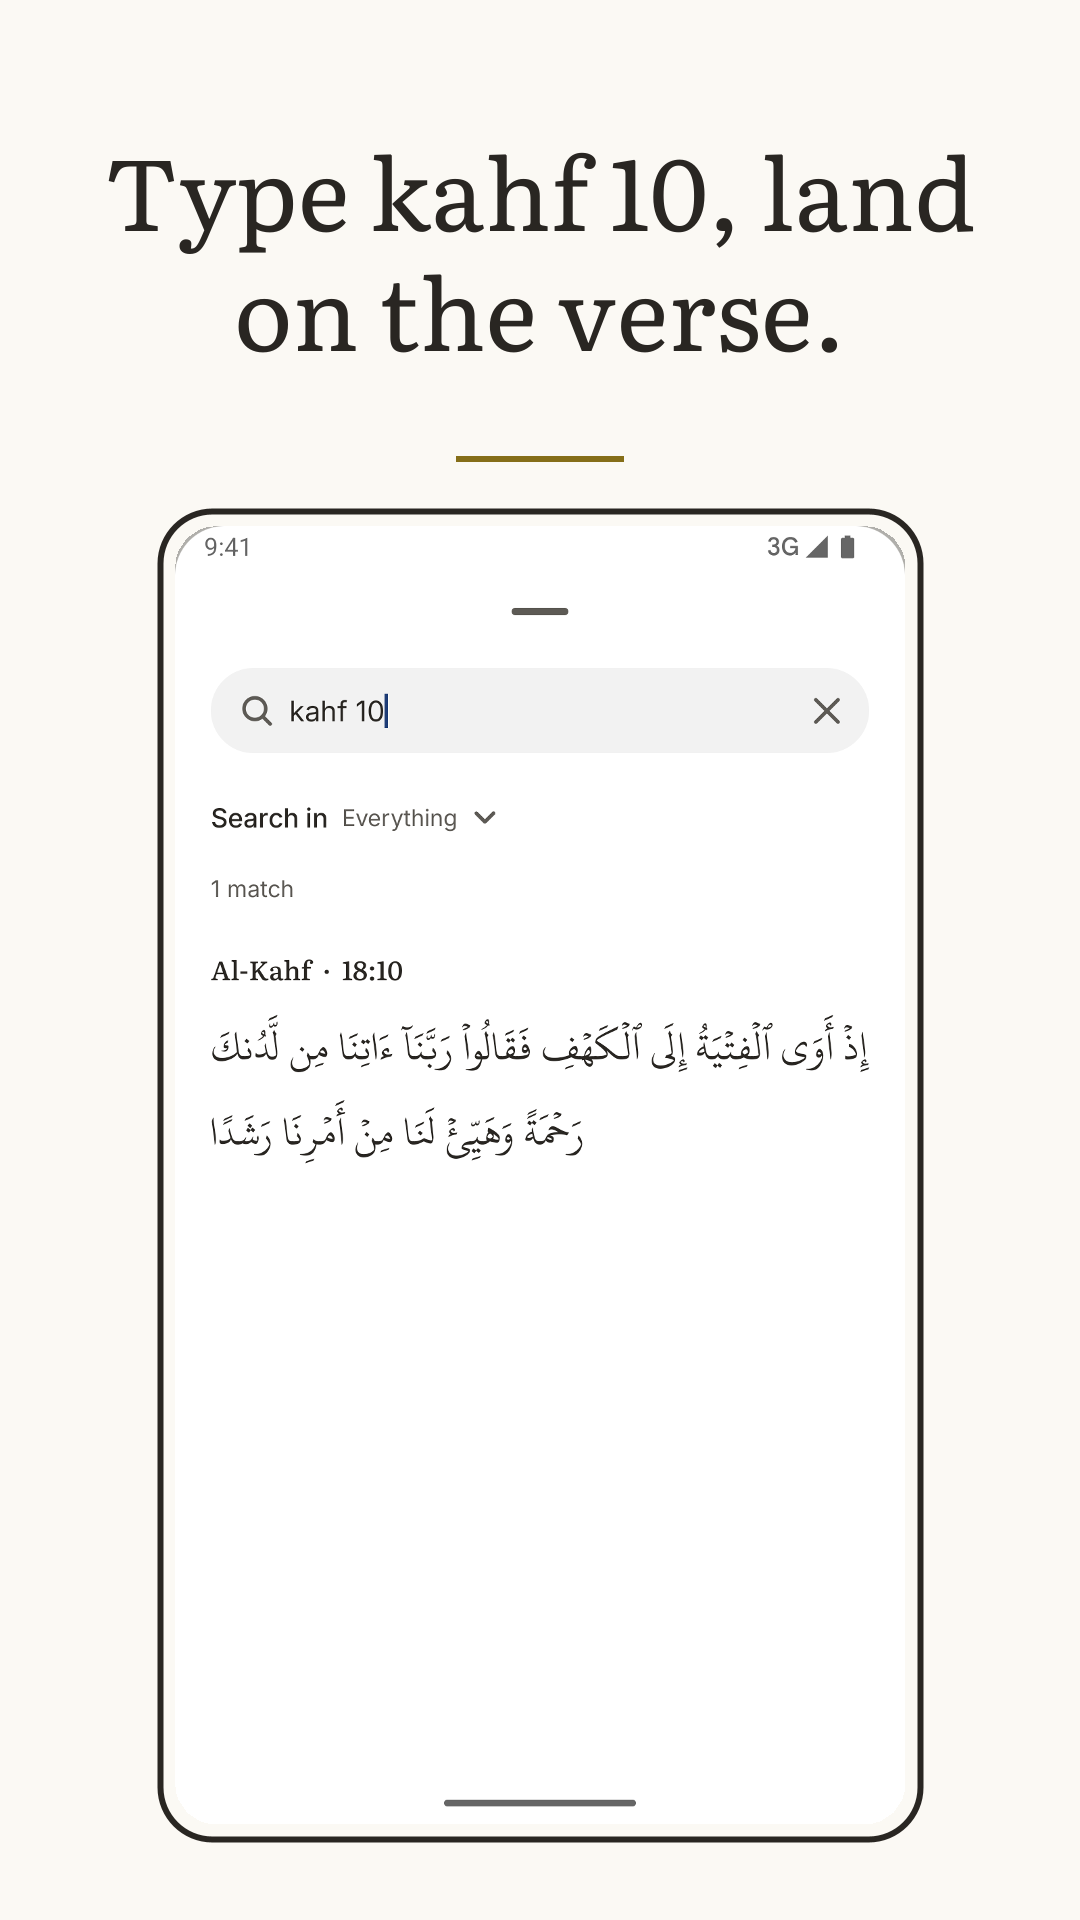 Type kahf 10, land
on the verse.
9:41 3G
kahf 10
Search in Everything
1 match
Al-Kahf · 18:10
إِذۡ أَوَى ٱلۡفِتۡيَةُ إِلَى ٱلۡكَهۡفِ فَقَالُواْ رَبَّنَآ ءَاتِنَا مِن لَّدُنكَ
رَحۡمَةٗ وَهَيِّئۡ لَنَا مِنۡ أَمۡرِنَا رَشَدٗا